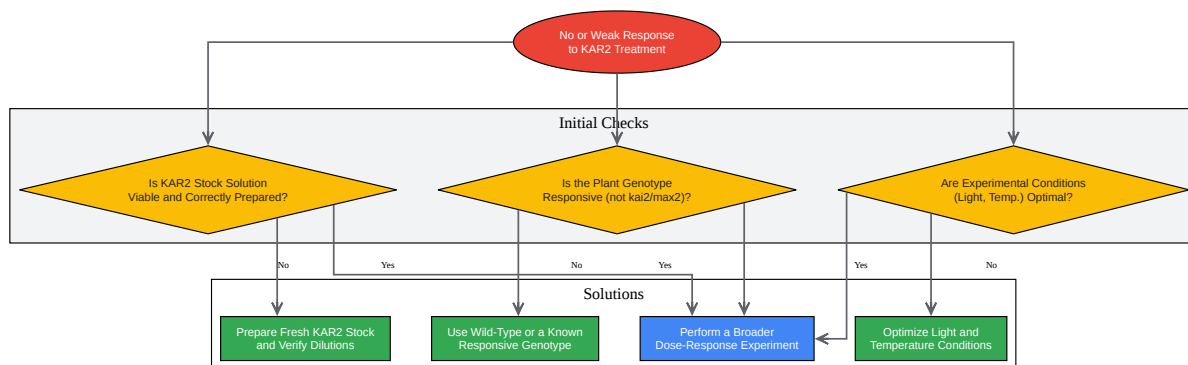 No or Weak Response
to KAR2 Treatment
Initial Checks
Is KAR2 Stock Solution
Viable and Correctly Prepared?
Is the Plant Genotype
Responsive (not kai2/max2)?
Are Experimental Conditions
(Light, Temp.) Optimal?
No
Yes
No
Yes
Yes
No
Solutions
Prepare Fresh KAR2 Stock
and Verify Dilutions
Use Wild-Type or a Known
Responsive Genotype
Perform a Broader
Dose-Response Experiment
Optimize Light and
Temperature Conditions